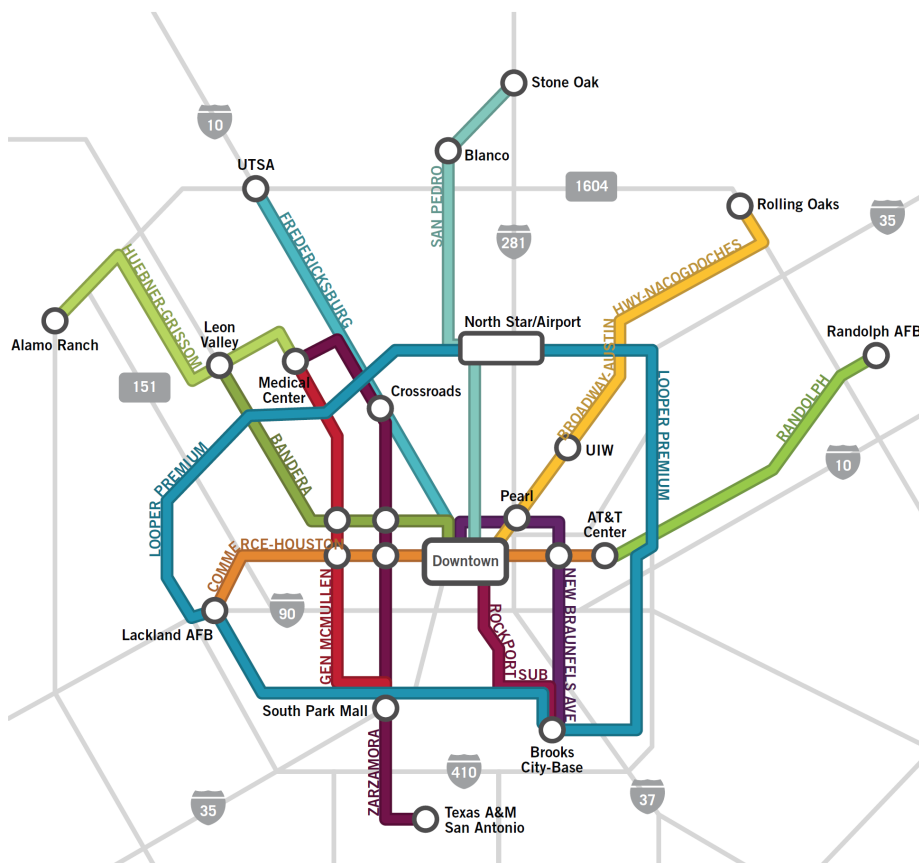 Stone Oak
10
Blanco
UTSA
1604
Rolling Oaks
35
SAN PEDRO
FREDERICKSBURG
281
HWY-NACOGDOCHES
HUEBNER-GRISSOM
North Star/Airport
Alamo Ranch
Leon
Valley
Randolph AFB
BROADWAY-AUSTIN
Medical
Center
151
Crossroads
LOOPER PREMIUM
RANDOLPH
UIW
BANDERA
10
LOOPER PREMIUM
Pearl
AT&T
Center
COMMERCE-HOUSTON
Downtown
90
Lackland AFB
GEN MCMULLEN
ROCKPORT
SUB
NEW BRAUNFELS AVE
South Park Mall
Brooks
City-Base
ZARZAMORA
410
37
35
Texas A&M
San Antonio